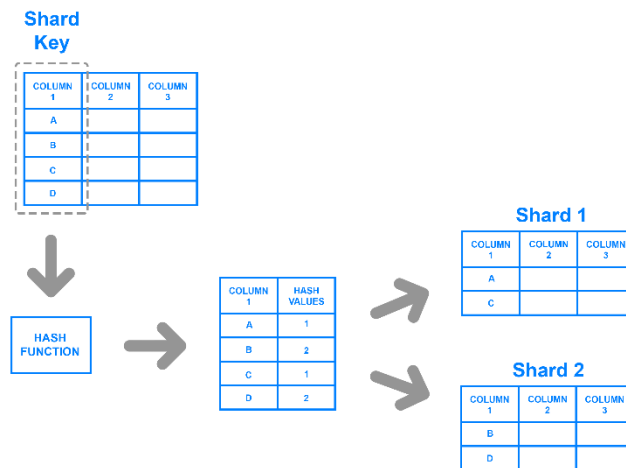 Shard
Key
COLUMN 1 COLUMN 2 COLUMN 3
A
B
C
D
HASH
FUNCTION
COLUMN 1 HASH VALUES
A 1
B 2
C 1
D 2
Shard 1
COLUMN 1 COLUMN 2 COLUMN 3
A
C
Shard 2
COLUMN 1 COLUMN 2 COLUMN 3
B
D